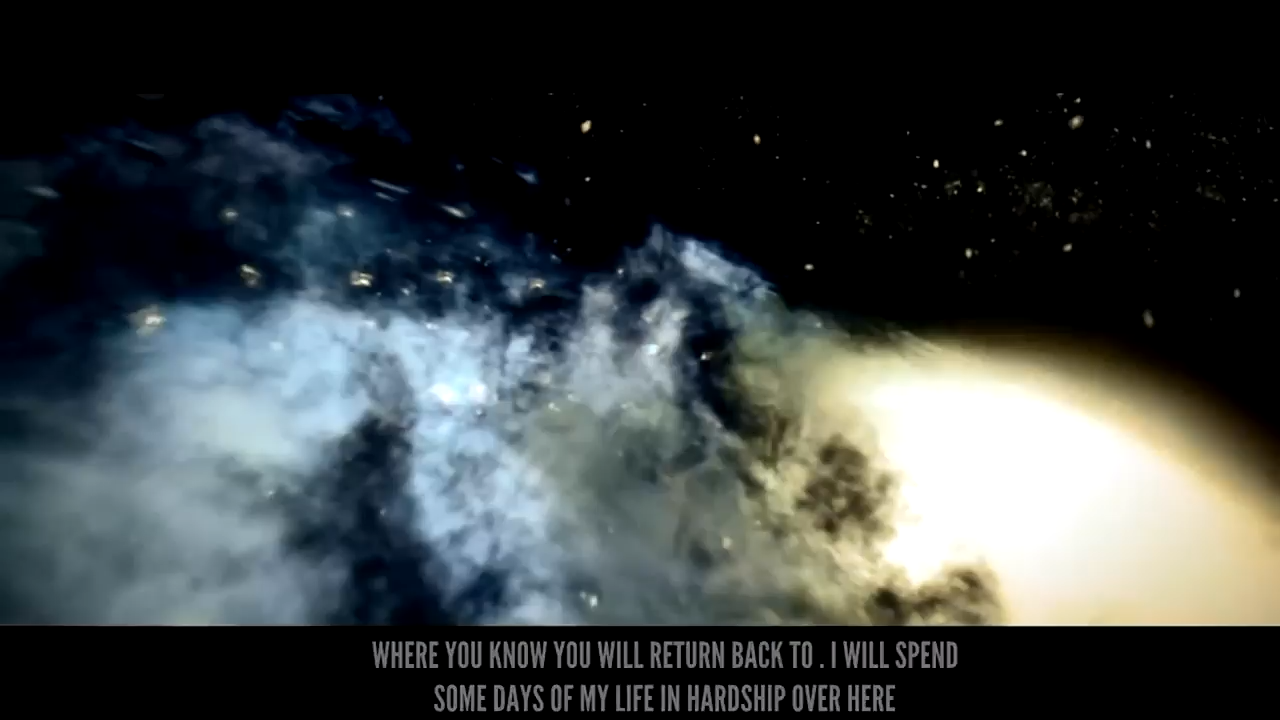 WHERE YOU KNOW YOU WILL RETURN BACK TO . I WILL SPEND
SOME DAYS OF MY LIFE IN HARDSHIP OVER HERE